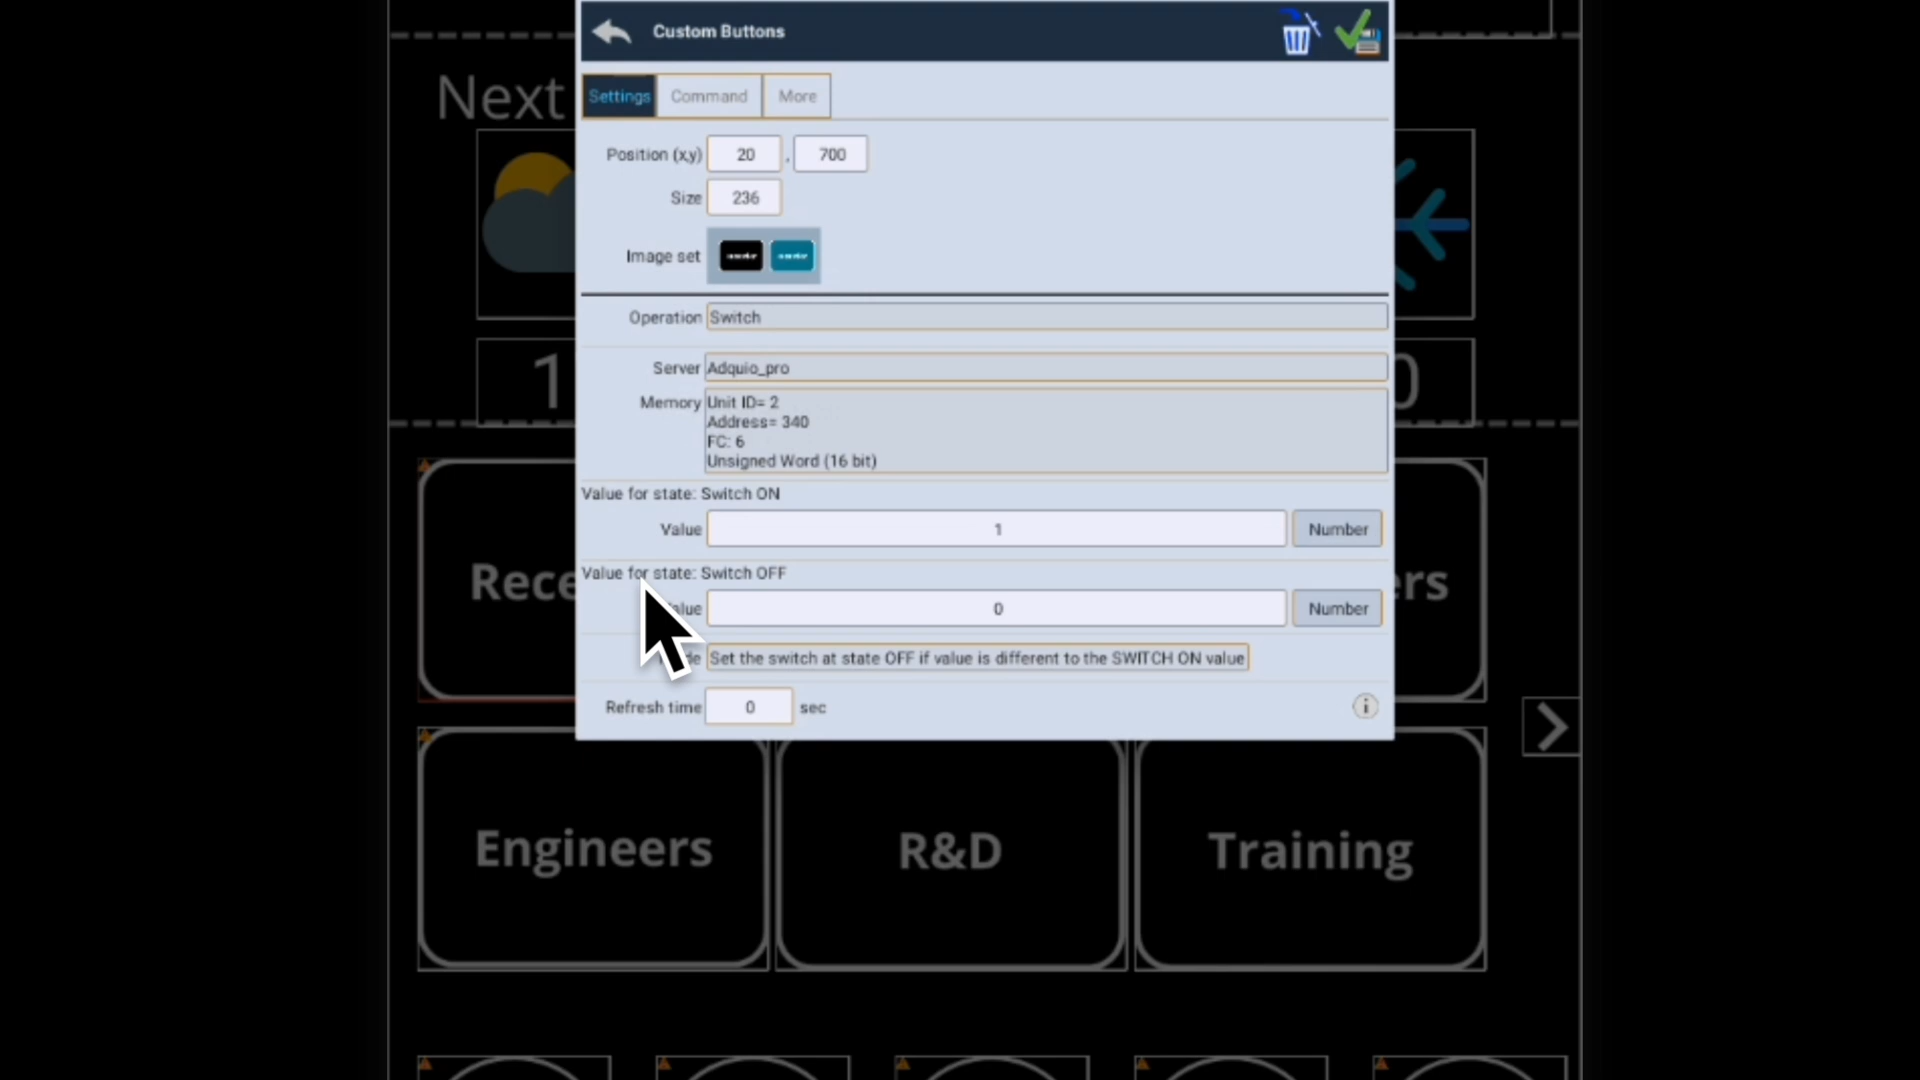 Custom Buttons
Settings Command More
Next
Position (x,y) 20 , 700
Size 236
Image set
Operation Switch
Server Adquio_pro
Memory Unit ID= 2
Address= 340
FC: 6
Unsigned Word (16 bit)
Value for state: Switch ON
Value 1 Number
Value for state: Switch OFF
0 Number
Set the switch at state OFF if value is different to the SWITCH ON value
Refresh time 0 sec
Engineers R&D Training